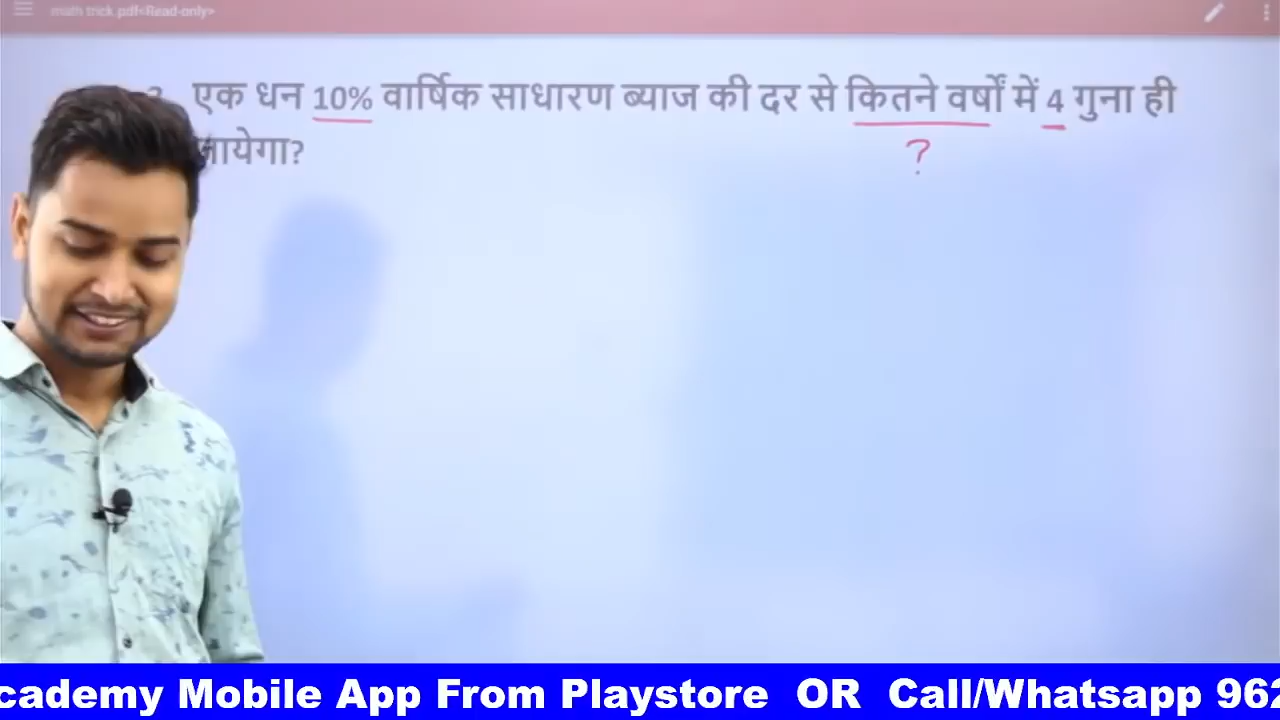 math trick.pdf<Read-only>
एक धन 10% वार्षिक साधारण ब्याज की दर से कितने वर्षों में 4 गुना ही
जायेगा?
?
cademy Mobile App From Playstore OR Call/Whatsapp 962